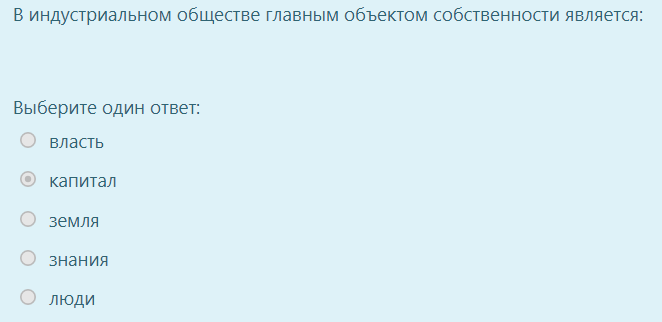 В индустриальном обществе главным объектом собственности является:
Выберите один ответ:
власть
капитал
земля
знания
люди